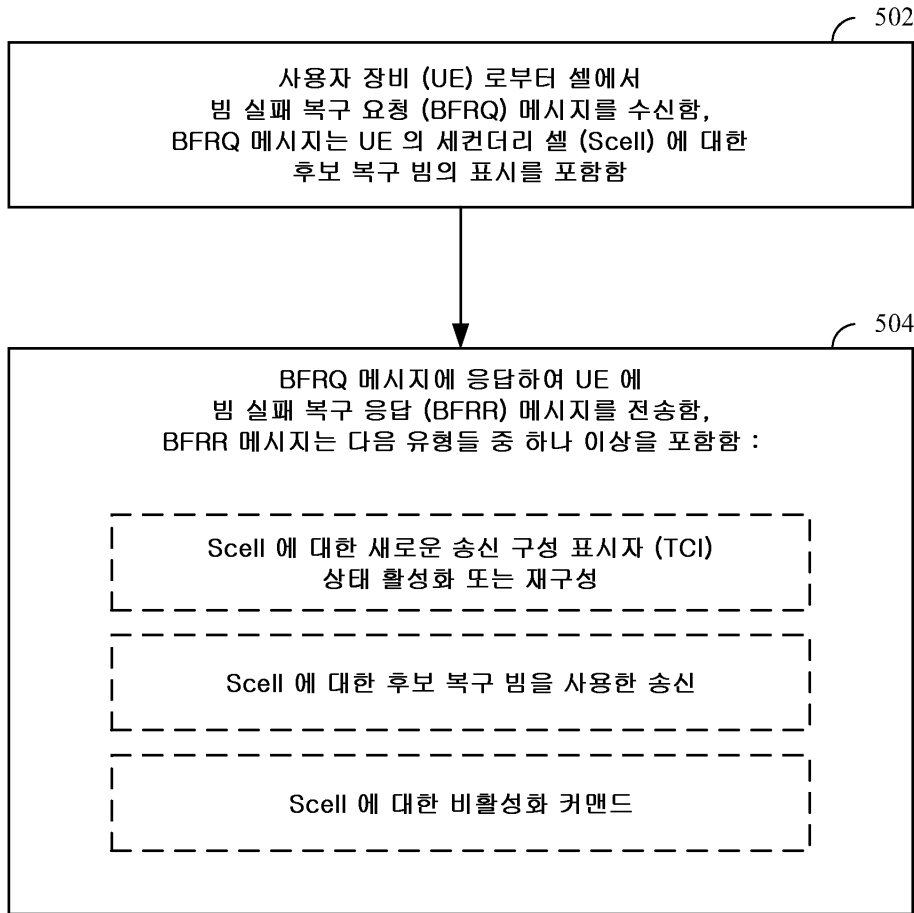 502
사용자 장비 (UE) 로부터 셀에서
빔 실패 복구 요청 (BFRQ) 메시지를 수신함,
BFRQ 메시지는 UE 의 세컨더리 셀 (Scell) 에 대한
후보 복구 빔의 표시를 포함함
504
BFRQ 메시지에 응답하여 UE 에
빔 실패 복구 응답 (BFRR) 메시지를 전송함,
BFRR 메시지는 다음 유형들 중 하나 이상을 포함함 :
Scell 에 대한 새로운 송신 구성 표시자 (TCI)
상태 활성화 또는 재구성
Scell 에 대한 후보 복구 빔을 사용한 송신
Scell 에 대한 비활성화 커맨드